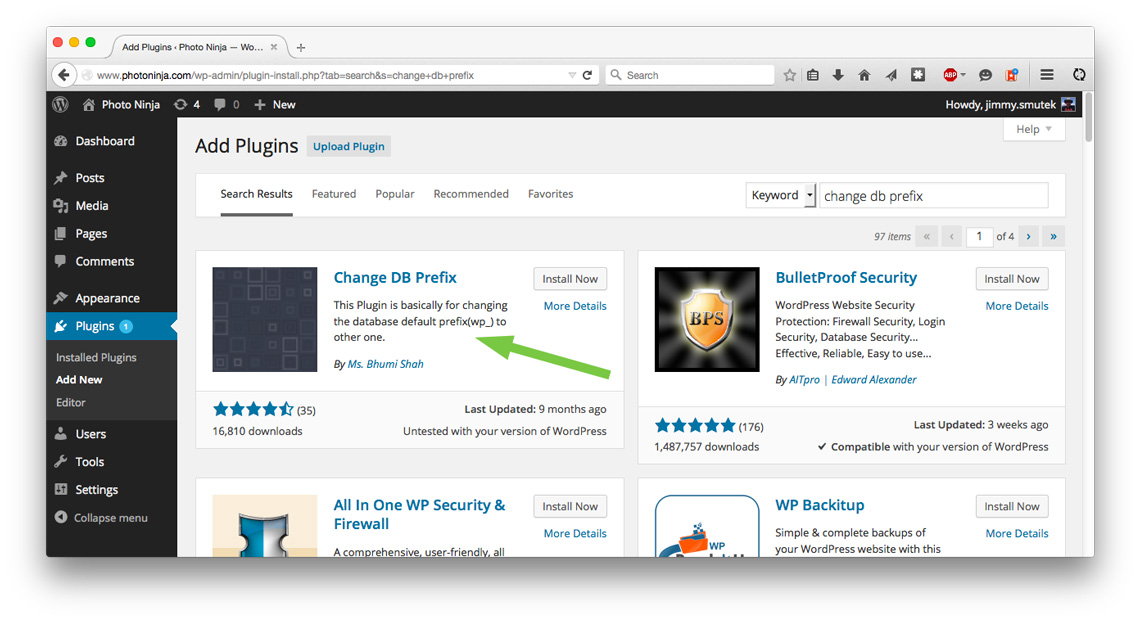 Add Plugins ‹ Photo Ninja — Wo...
www.photoninja.com/wp-admin/plugin-install.php?tab=search&s=change+db+prefix
Search
ABP
Photo Ninja
4
0
New
Howdy, jimmy.smutek
Dashboard
Posts
Media
Pages
Comments
Appearance
Plugins 1
Installed Plugins
Add New
Editor
Users
Tools
Settings
Collapse menu
Help
Add Plugins
Upload Plugin
Search Results
Featured
Popular
Recommended
Favorites
Keyword
change db prefix
97 items
«
‹
1
of 4
›
»
Change DB Prefix
Install Now
More Details
This Plugin is basically for changing
the database default prefix(wp_) to
other one.
By Ms. Bhumi Shah
(35)
16,810 downloads
Last Updated: 9 months ago
Untested with your version of WordPress
BPS
BulletProof Security
Install Now
More Details
WordPress Website Security
Protection: Firewall Security, Login
Security, Database Security...
Effective, Reliable, Easy to use...
By AITpro | Edward Alexander
(176)
1,487,757 downloads
Last Updated: 3 weeks ago
Compatible with your version of WordPress
All In One WP Security &
Firewall
Install Now
More Details
A comprehensive, user-friendly, all
WP
WP Backitup
Install Now
More Details
Simple & complete backups of
your WordPress website with this